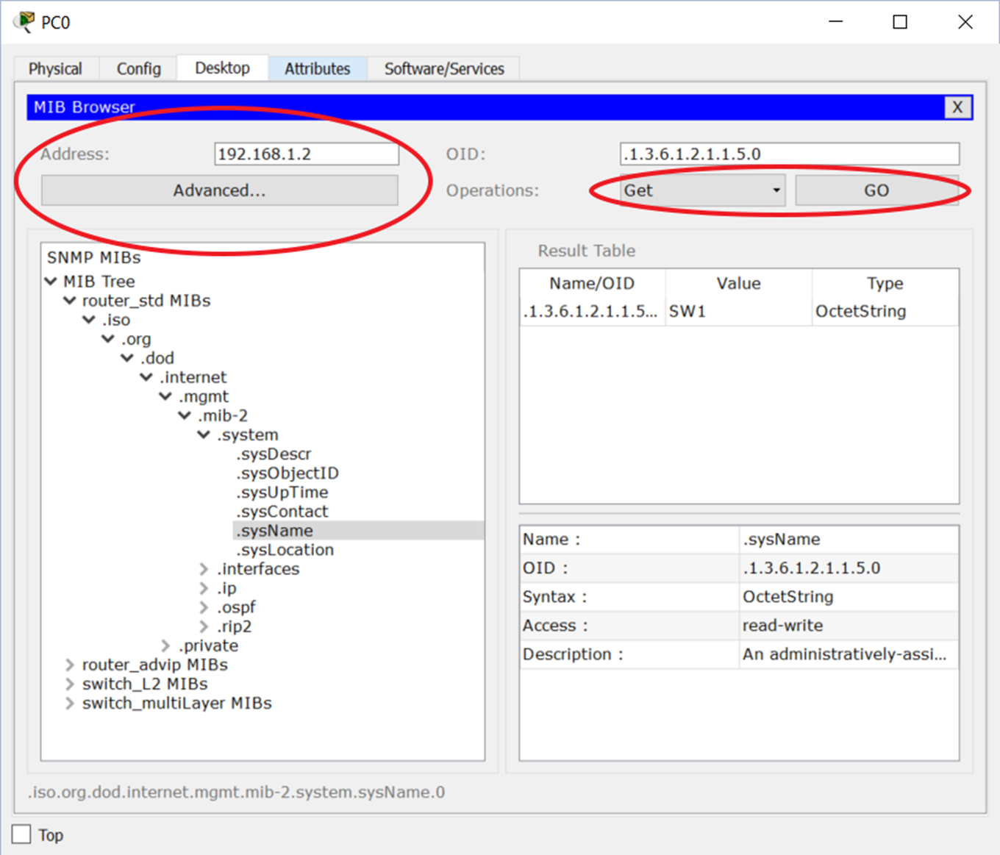 PC0
Physical Config Desktop Attributes Software/Services
MIB Browser X
Address: 192.168.1.2 OID: .1.3.6.1.2.1.1.5.0
Advanced... Operations: Get GO
SNMP MIBs
MIB Tree
router_std MIBs
.iso
.org
.dod
.internet
.mgmt
.mib-2
.system
.sysDescr
.sysObjectID
.sysUpTime
.sysContact
.sysName
.sysLocation
.interfaces
.ip
.ospf
.rip2
.private
router_advip MIBs
switch_L2 MIBs
switch_multiLayer MIBs
Result Table
Name/OID Value Type
.1.3.6.1.2.1.1.5... SW1 OctetString
Name : .sysName
OID : .1.3.6.1.2.1.1.5.0
Syntax : OctetString
Access : read-write
Description : An administratively-assi...
.iso.org.dod.internet.mgmt.mib-2.system.sysName.0
Top